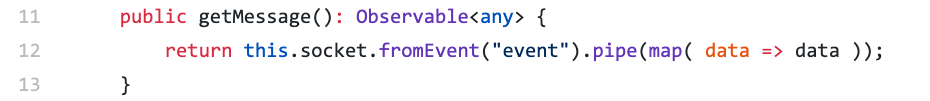 11 public getMessage(): Observable<any> {
12 return this.socket.fromEvent("event").pipe(map( data => data ));
13 }